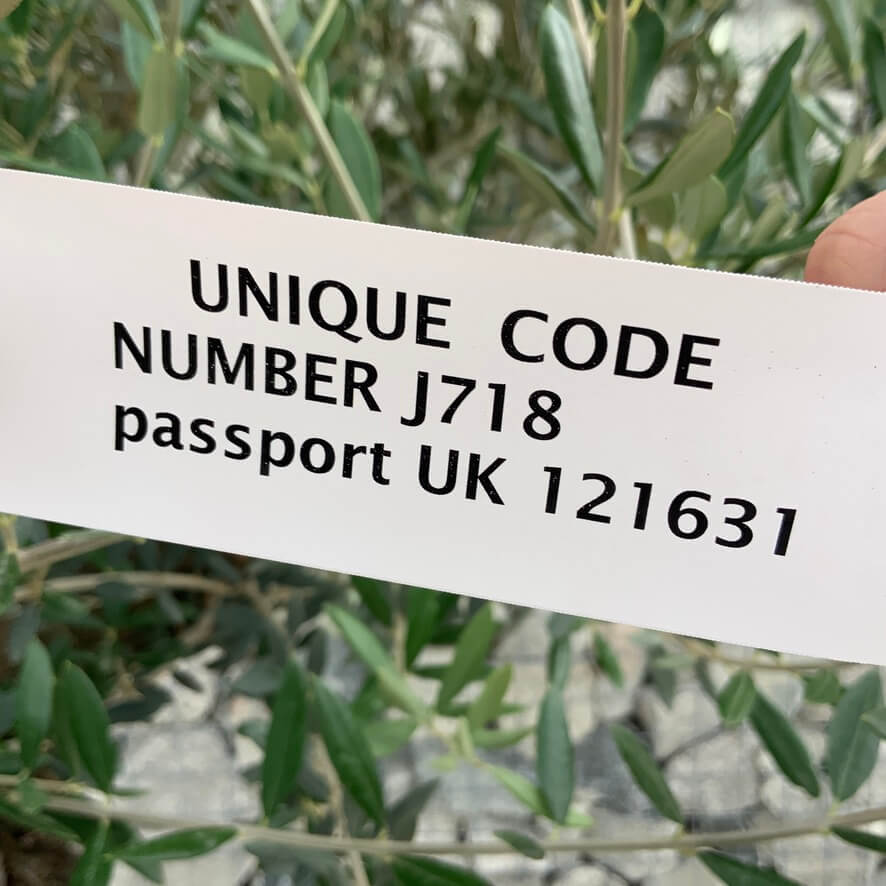 UNIQUE CODE
NUMBER J718
passport UK 121631